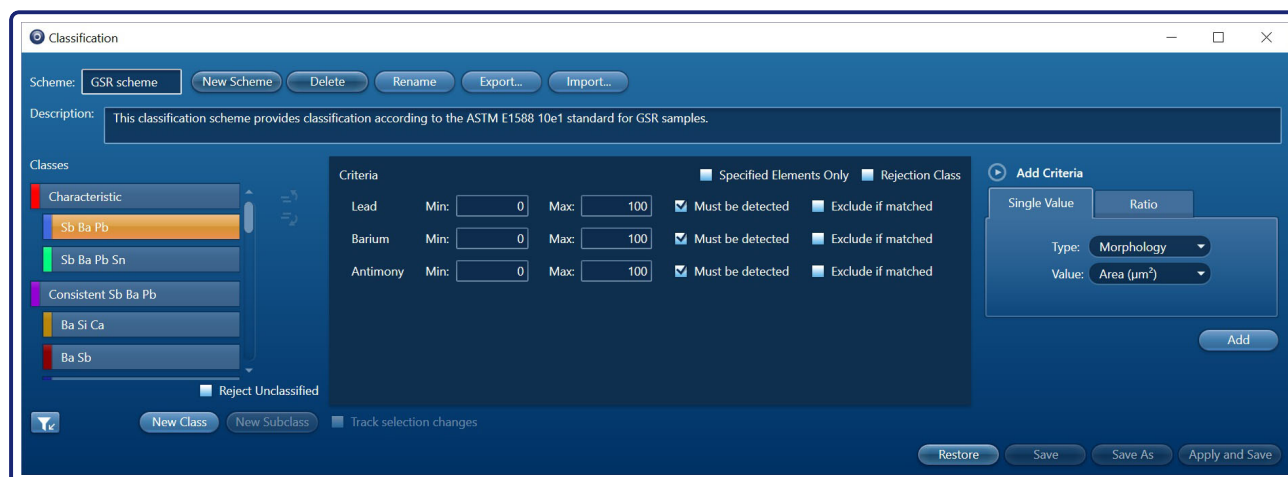 Classification
Scheme: GSR scheme New Scheme Delete Rename Export... Import...
Description: This classification scheme provides classification according to the ASTM E1588 10e1 standard for GSR samples.
Classes
Characteristic
Sb Ba Pb
Sb Ba Pb Sn
Consistent Sb Ba Pb
Ba Si Ca
Ba Sb
Reject Unclassified
New Class New Subclass
Criteria Specified Elements Only Rejection Class
Lead Min: 0 Max: 100 Must be detected Exclude if matched
Barium Min: 0 Max: 100 Must be detected Exclude if matched
Antimony Min: 0 Max: 100 Must be detected Exclude if matched
Track selection changes
Add Criteria
Single Value Ratio
Type: Morphology
Value: Area (µm²)
Add
Restore Save Save As Apply and Save